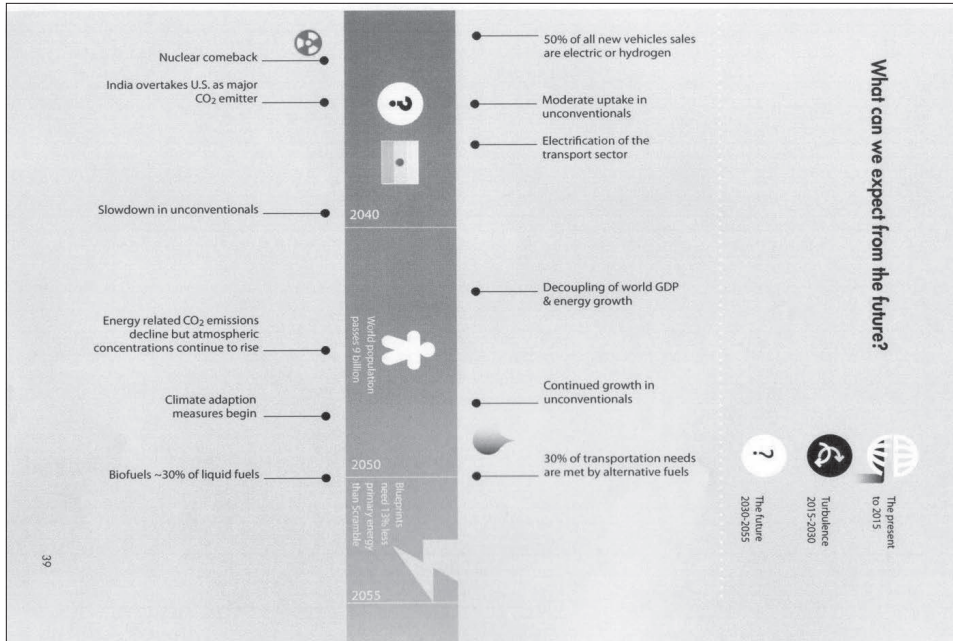 What can we expect from the future?
The present
to 2015
Turbulence
2015-2030
?
The future
2030-2055
Nuclear comeback
India overtakes U.S. as major
CO₂ emitter
Slowdown in unconventionals
Energy related CO₂ emissions
decline but atmospheric
concentrations continue to rise
Climate adaption
measures begin
Biofuels ~30% of liquid fuels
?
2040
World population
passes 9 billion
2050
Blueprints
need 13% less
primary energy
than Scramble
2055
50% of all new vehicles sales
are electric or hydrogen
Moderate uptake in
unconventionals
Electrification of the
transport sector
Decoupling of world GDP
& energy growth
Continued growth in
unconventionals
30% of transportation needs
are met by alternative fuels
39